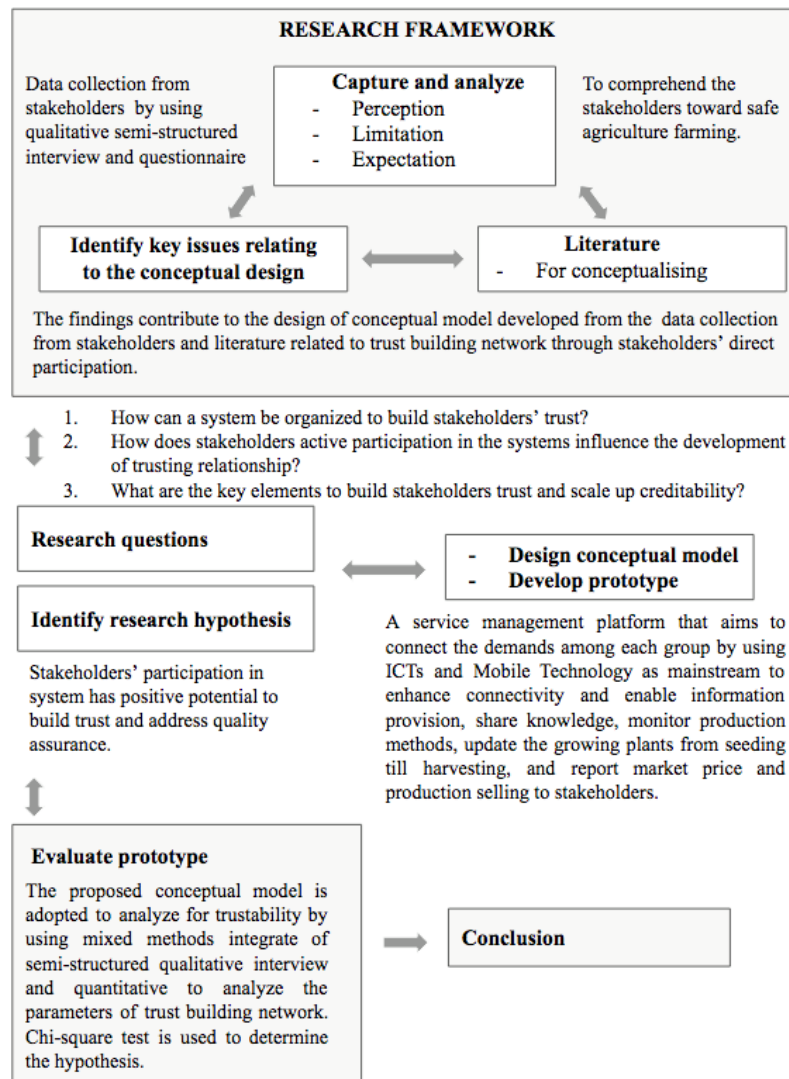 RESEARCH FRAMEWORK
Data collection from
stakeholders by using
qualitative semi-structured
interview and questionnaire
Capture and analyze
- Perception
- Limitation
- Expectation
To comprehend the
stakeholders toward safe
agriculture farming.
Identify key issues relating
to the conceptual design
Literature
- For conceptualising
The findings contribute to the design of conceptual model developed from the data collection
from stakeholders and literature related to trust building network through stakeholders' direct
participation.
1. How can a system be organized to build stakeholders' trust?
2. How does stakeholders active participation in the systems influence the development
of trusting relationship?
3. What are the key elements to build stakeholders trust and scale up creditability?
Research questions
Identify research hypothesis
Stakeholders' participation in
system has positive potential to
build trust and address quality
assurance.
- Design conceptual model
- Develop prototype
A service management platform that aims to
connect the demands among each group by using
ICTs and Mobile Technology as mainstream to
enhance connectivity and enable information
provision, share knowledge, monitor production
methods, update the growing plants from seeding
till harvesting, and report market price and
production selling to stakeholders.
Evaluate prototype
The proposed conceptual model is
adopted to analyze for trustability by
using mixed methods integrate of
semi-structured qualitative interview
and quantitative to analyze the
parameters of trust building network.
Chi-square test is used to determine
the hypothesis.
Conclusion